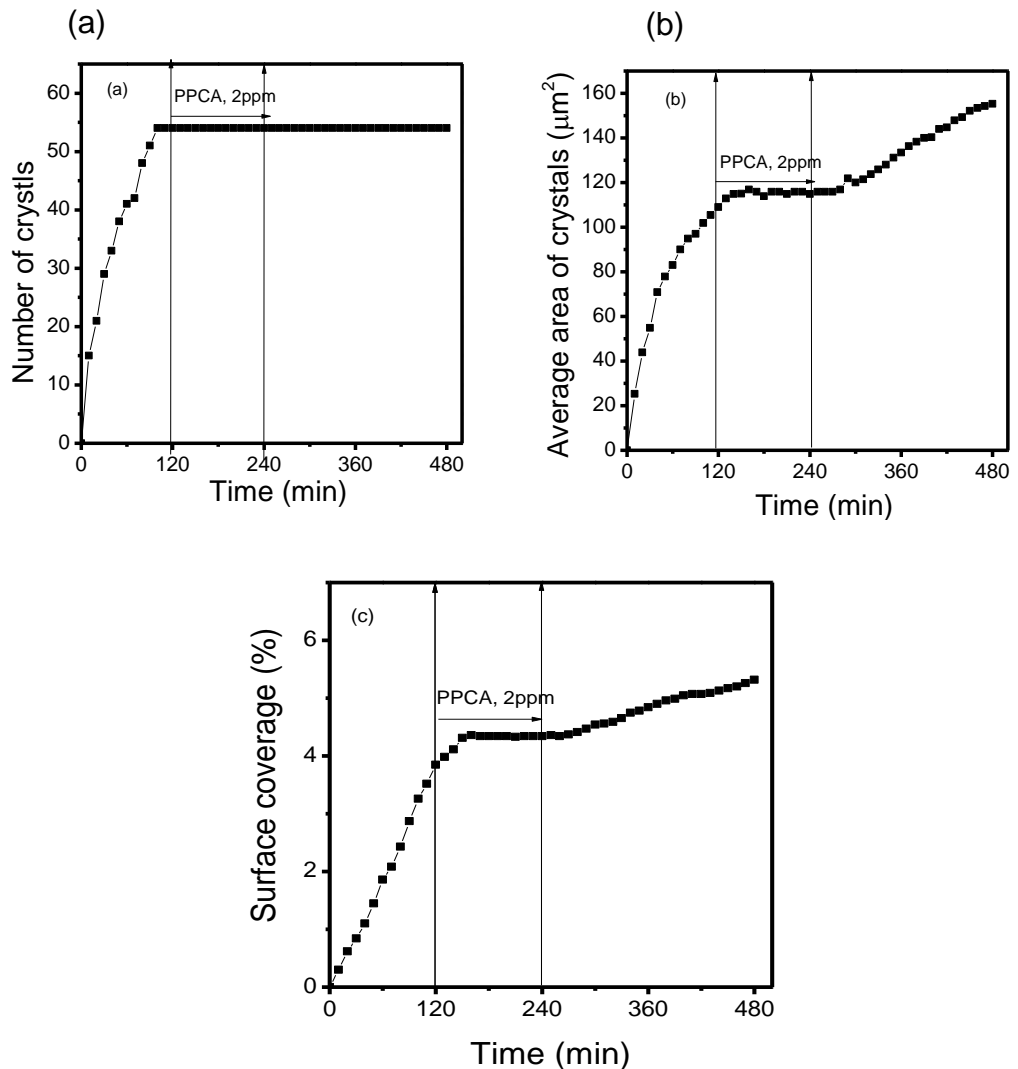 (a)
(b)
(a)
PPCA, 2ppm
Number of crystls
60
50
40
30
20
10
0
0 120 240 360 480
Time (min)
(b)
PPCA, 2ppm
Average area of crystals (μm²)
160
140
120
100
80
60
40
20
0
0 120 240 360 480
Time (min)
(c)
PPCA, 2ppm
Surface coverage (%)
6
4
2
0
0 120 240 360 480
Time (min)